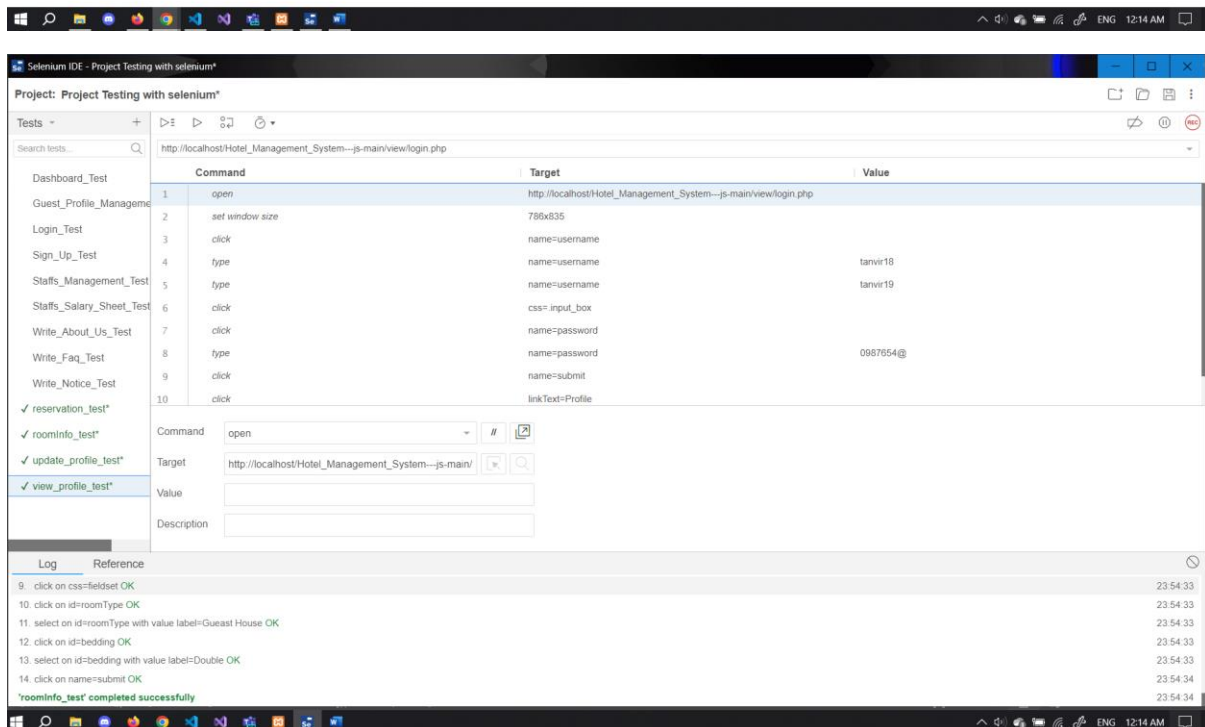 ENG 12:14 AM
Selenium IDE - Project Testing with selenium*
Project: Project Testing with selenium*
Tests
Search tests...
http://localhost/Hotel_Management_System---js-main/view/login.php
Command Target Value
1 open http://localhost/Hotel_Management_System---js-main/view/login.php
2 set window size 786x835
3 click name=username
4 type name=username tanvir18
5 type name=username tanvir19
6 click css=.input_box
7 click name=password
8 type name=password 0987654@
9 click name=submit
10 click linkText=Profile
Dashboard_Test
Guest_Profile_Manageme
Login_Test
Sign_Up_Test
Staffs_Management_Test
Staffs_Salary_Sheet_Test
Write_About_Us_Test
Write_Faq_Test
Write_Notice_Test
✓ reservation_test*
✓ roomInfo_test*
✓ update_profile_test*
✓ view_profile_test*
Command open //
Target http://localhost/Hotel_Management_System---js-main/
Value
Description
Log Reference
9. click on css=fieldset OK 23:54:33
10. click on id=roomType OK 23:54:33
11. select on id=roomType with value label=Gueast House OK 23:54:33
12. click on id=bedding OK 23:54:33
13. select on id=bedding with value label=Double OK 23:54:33
14. click on name=submit OK 23:54:34
'roomInfo_test' completed successfully 23:54:34
ENG 12:14 AM